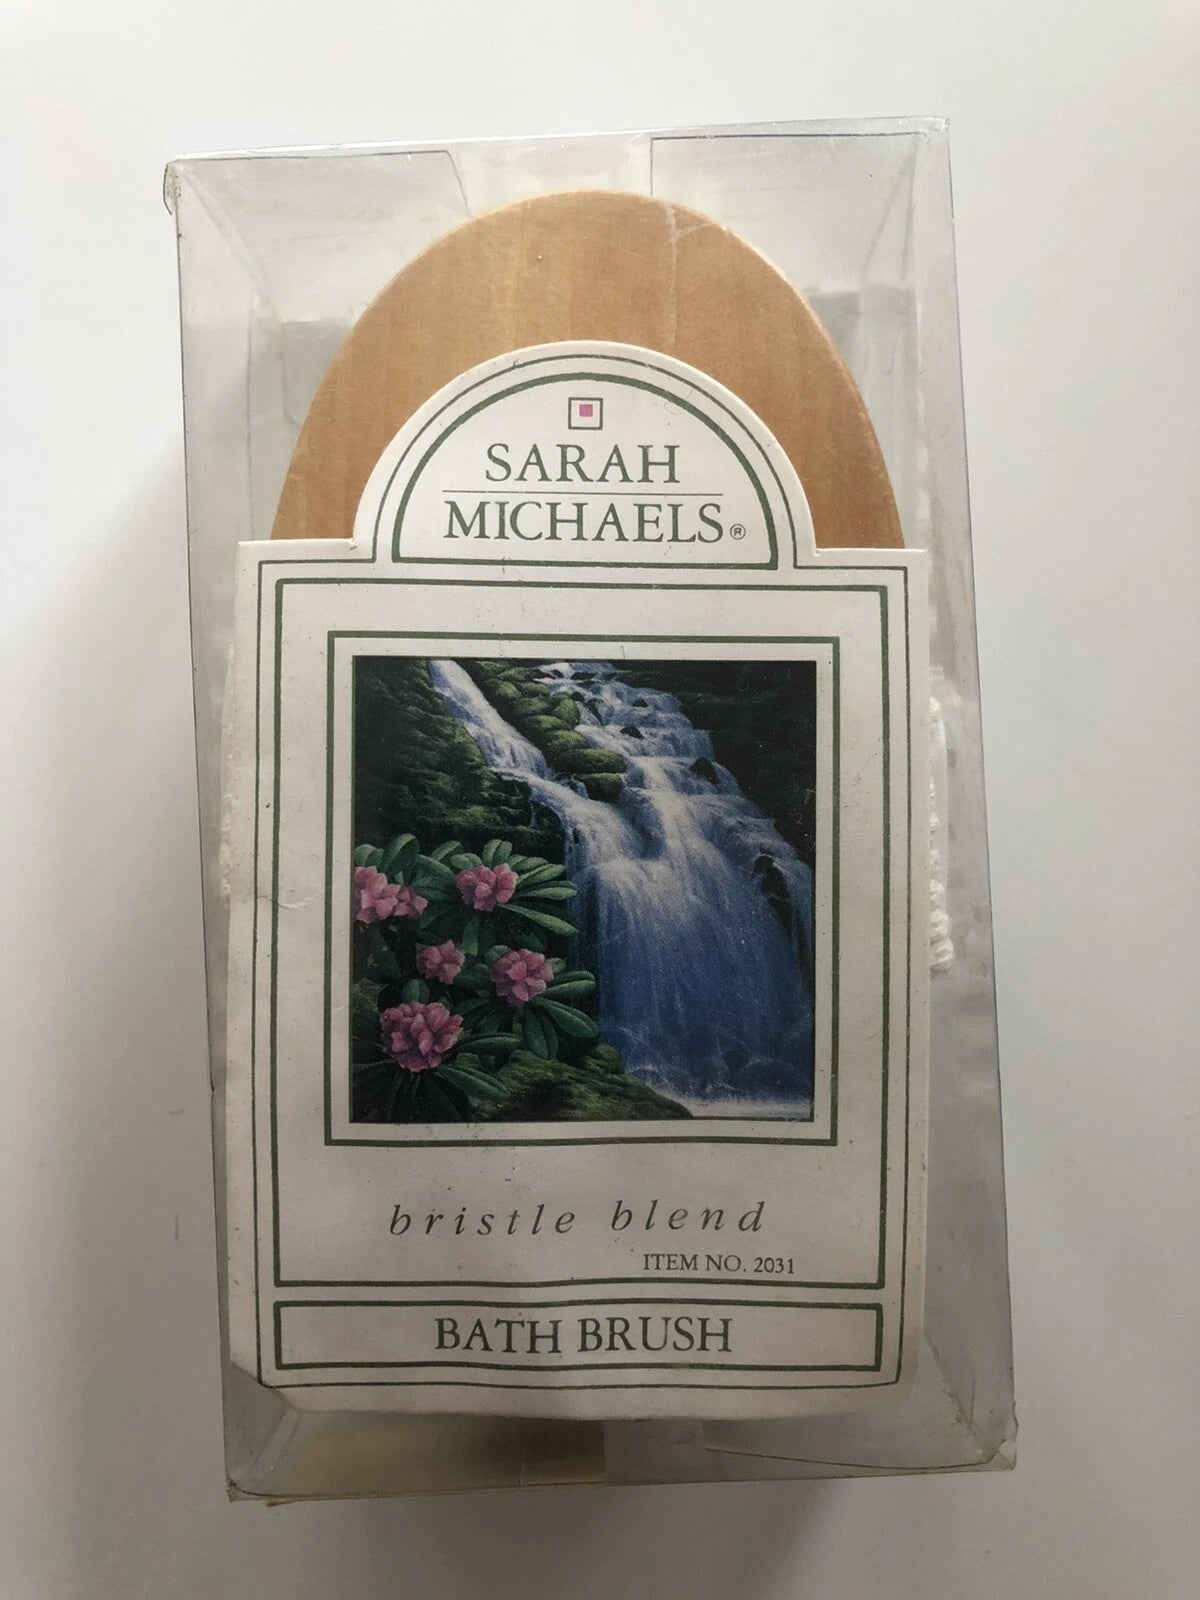 SARAH
MICHAELS®
bristle blend
ITEM NO. 2031
BATH BRUSH